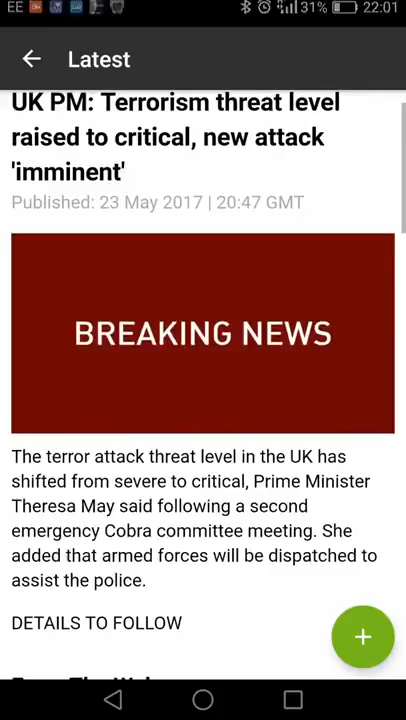 EE 31% 22:01
Latest
UK PM: Terrorism threat level
raised to critical, new attack
'imminent'
Published: 23 May 2017 | 20:47 GMT
BREAKING NEWS
The terror attack threat level in the UK has
shifted from severe to critical, Prime Minister
Theresa May said following a second
emergency Cobra committee meeting. She
added that armed forces will be dispatched to
assist the police.
DETAILS TO FOLLOW